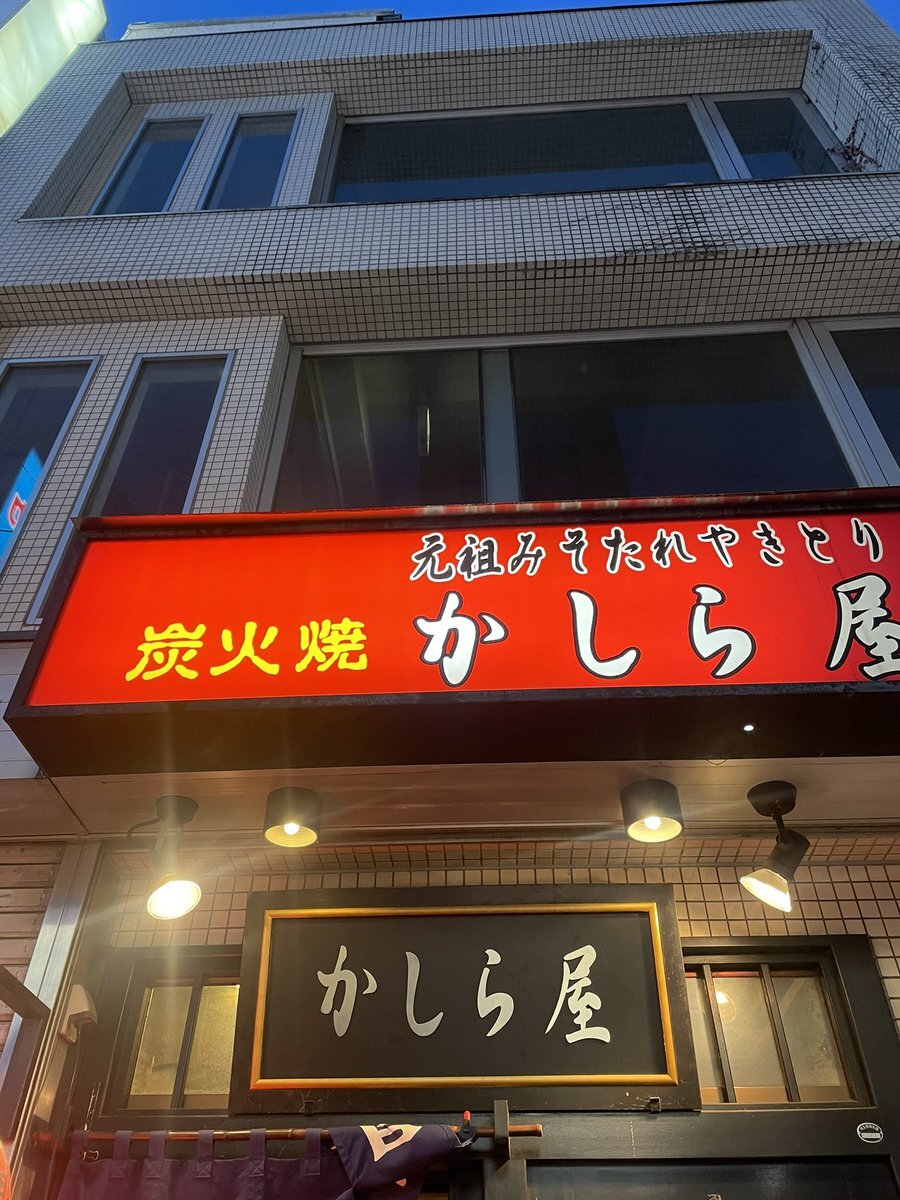 元祖みそたれやきとり
炭火焼 かしら屋
かしら屋